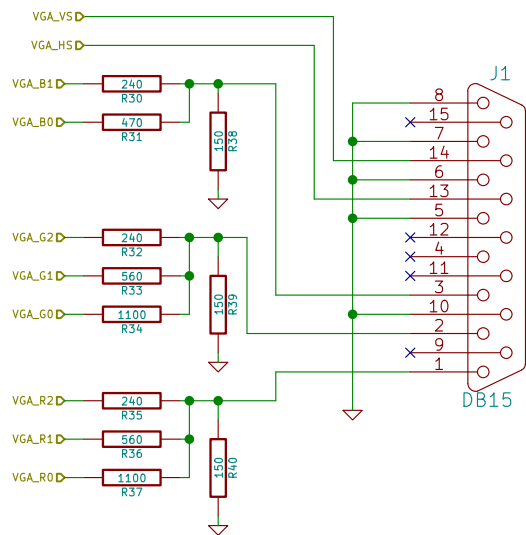 VGA_VS
VGA_HS
VGA_B1 240
R30
VGA_B0 470
R31
150 R38
VGA_G2 240
R32
VGA_G1 560
R33
VGA_G0 1100
R34
150 R39
VGA_R2 240
R35
VGA_R1 560
R36
VGA_R0 1100
R37
150 R40
J1
8
15
7
14
6
13
5
12
4
11
3
10
2
9
1
DB15